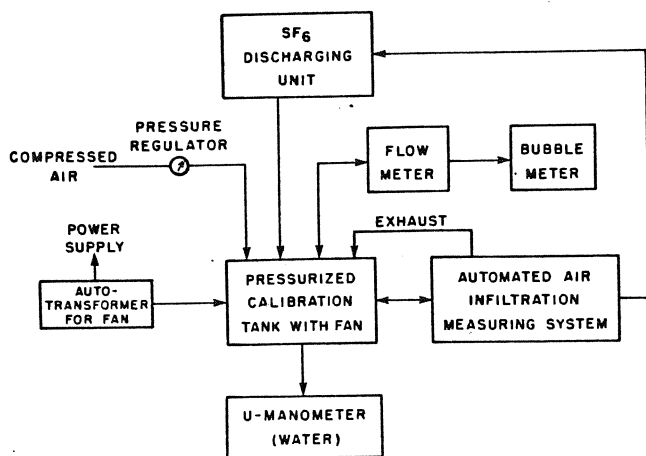 SF6
DISCHARGING
UNIT
PRESSURE
REGULATOR
COMPRESSED
AIR
FLOW
METER
BUBBLE
METER
POWER
SUPPLY
EXHAUST
AUTO-
TRANSFORMER
FOR FAN
PRESSURIZED
CALIBRATION
TANK WITH FAN
AUTOMATED AIR
INFILTRATION
MEASURING SYSTEM
U-MANOMETER
(WATER)